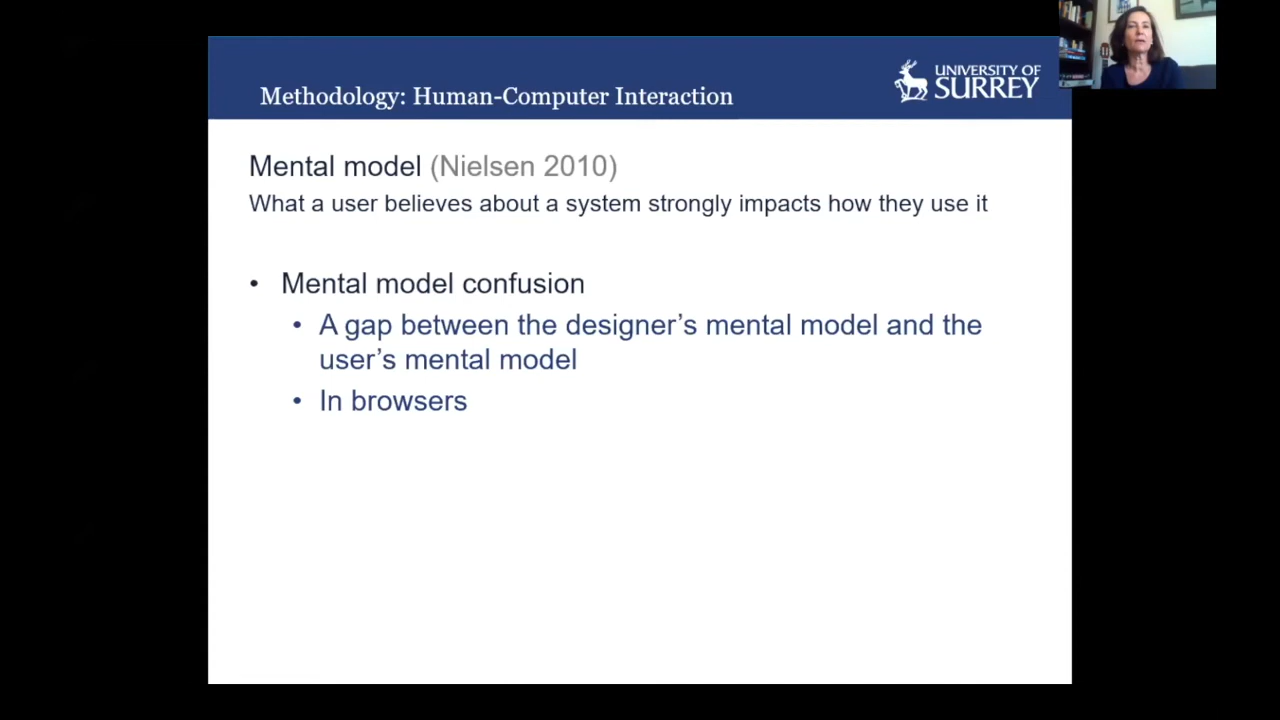 Methodology: Human-Computer Interaction
UNIVERSITY OF
SURREY
Mental model (Nielsen 2010)
What a user believes about a system strongly impacts how they use it
• Mental model confusion
• A gap between the designer’s mental model and the
user’s mental model
• In browsers